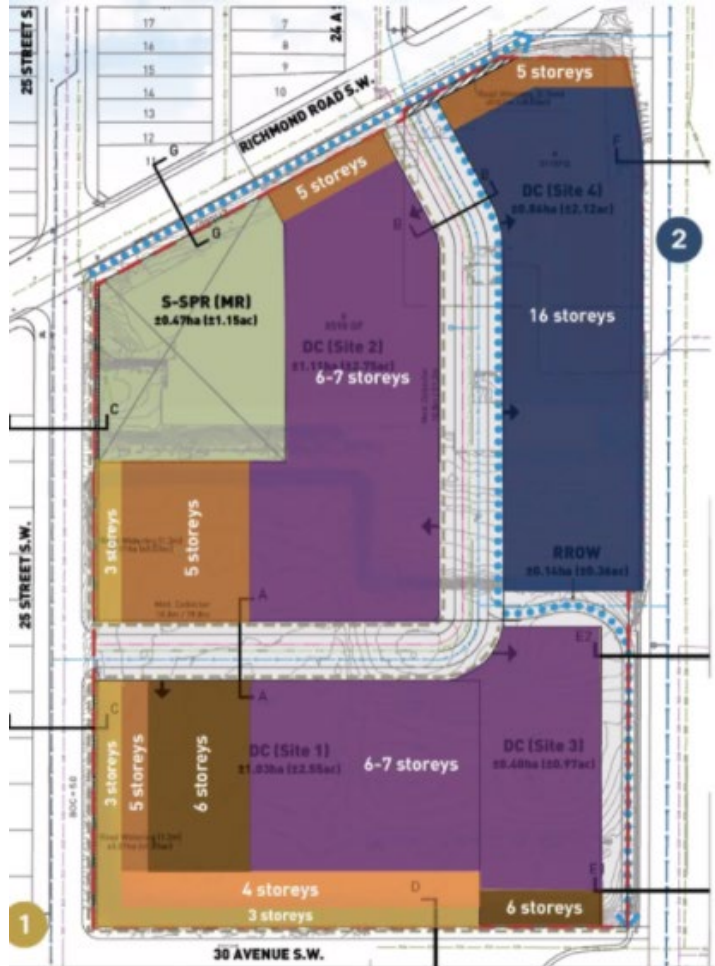 25 STREET S.W.
17
16
15
14
13
12
11
24 A S
7
8
9
10
RICHMOND ROAD S.W.
5 storeys
G
G
5 storeys
F
B
B
DC (Site 4)
±0.86ha (±2.12ac)
2
S-SPR (MR)
±0.47ha (±1.15ac)
DC (Site 2)
6-7 storeys
16 storeys
C
3 storeys
5 storeys
25 STREET S.W.
RROW
±0.14ha (±0.36ac)
A
A
E2
C
3 storeys
5 storeys
6 storeys
DC (Site 1)
±1.03ha (±2.55ac)
6-7 storeys
DC (Site 3)
±0.40ha (±0.97ac)
4 storeys
D
3 storeys
6 storeys
1
30 AVENUE S.W.